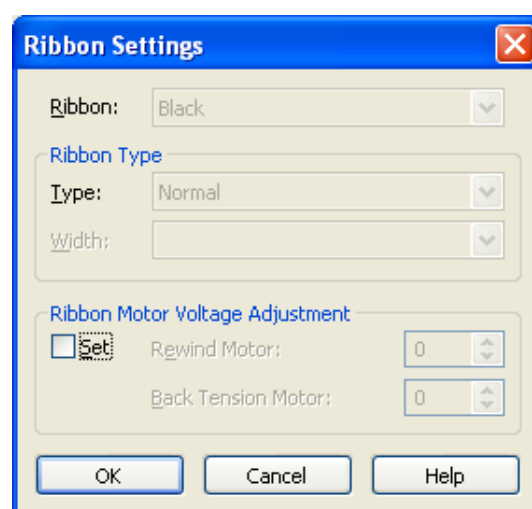 Ribbon Settings
Ribbon: Black
Ribbon Type
Type: Normal
Width:
Ribbon Motor Voltage Adjustment
Set Rewind Motor: 0
Back Tension Motor: 0
OK Cancel Help